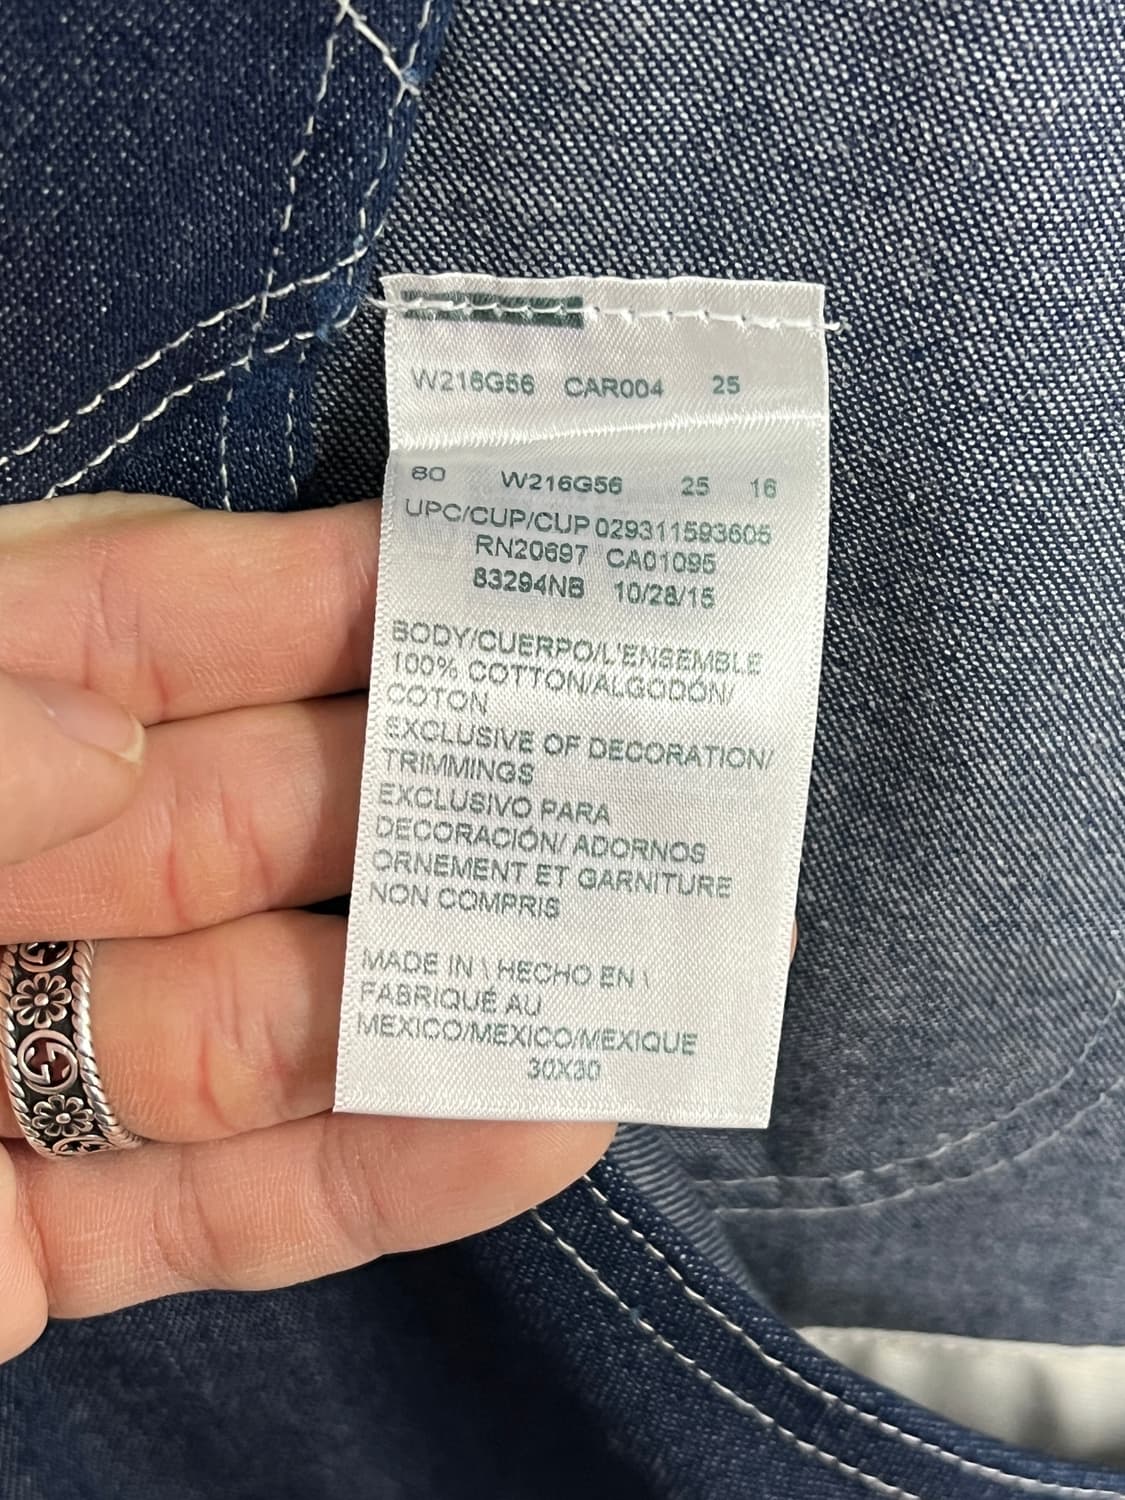 W216G56 CAR004 25
80 W216G56 25 16
UPC/CUP/CUP 029311593605
RN20697 CA01095
83294NB 10/28/15
BODY/CUERPO/L'ENSEMBLE
100% COTTON/ALGODÓN/
COTON
EXCLUSIVE OF DECORATION/
TRIMMINGS
EXCLUSIVO PARA
DECORACIÓN/ ADORNOS
ORNEMENT ET GARNITURE
NON COMPRIS
MADE IN \ HECHO EN \
FABRIQUÉ AU
MEXICO/MEXICO/MEXIQUE
30X30